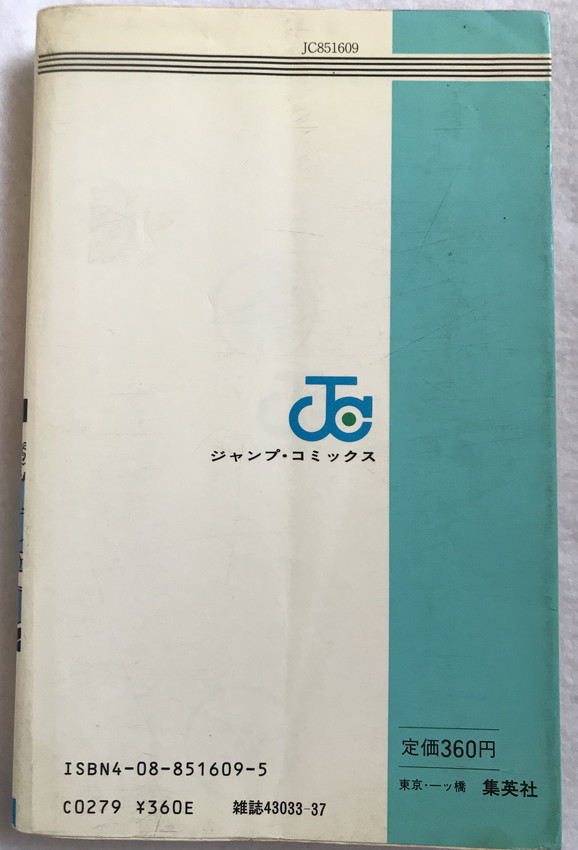 JC851609
JC
ジャンプ・コミックス
定価360円
東京・一ッ橋 集英社
ISBN4-08-851609-5
C0279 ¥360E 雑誌43033-37